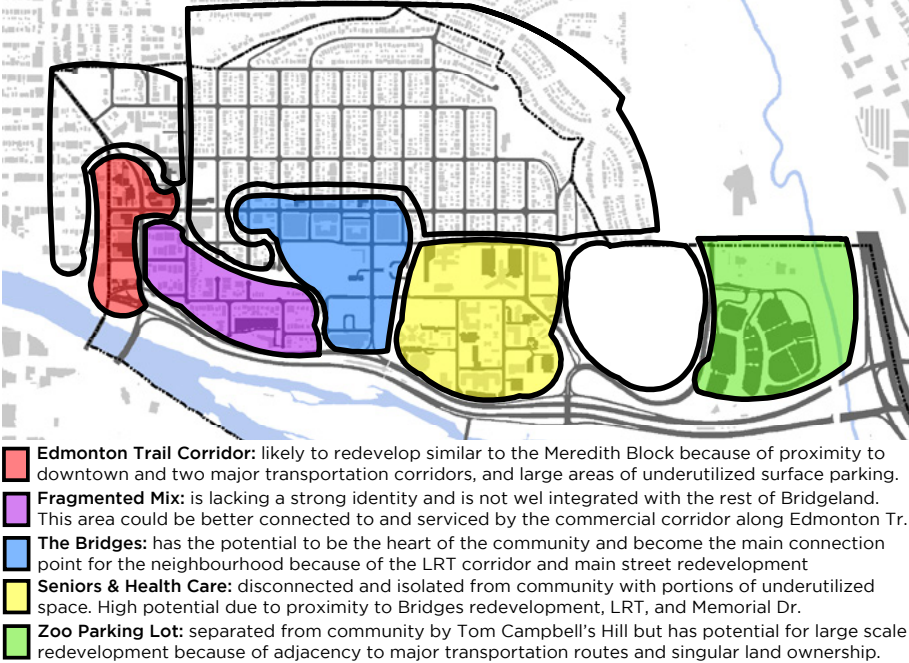 Edmonton Trail Corridor: likely to redevelop similar to the Meredith Block because of proximity to
downtown and two major transportation corridors, and large areas of underutilized surface parking.
Fragmented Mix: is lacking a strong identity and is not wel integrated with the rest of Bridgeland.
This area could be better connected to and serviced by the commercial corridor along Edmonton Tr.
The Bridges: has the potential to be the heart of the community and become the main connection
point for the neighbourhood because of the LRT corridor and main street redevelopment
Seniors & Health Care: disconnected and isolated from community with portions of underutilized
space. High potential due to proximity to Bridges redevelopment, LRT, and Memorial Dr.
Zoo Parking Lot: separated from community by Tom Campbell's Hill but has potential for large scale
redevelopment because of adjacency to major transportation routes and singular land ownership.